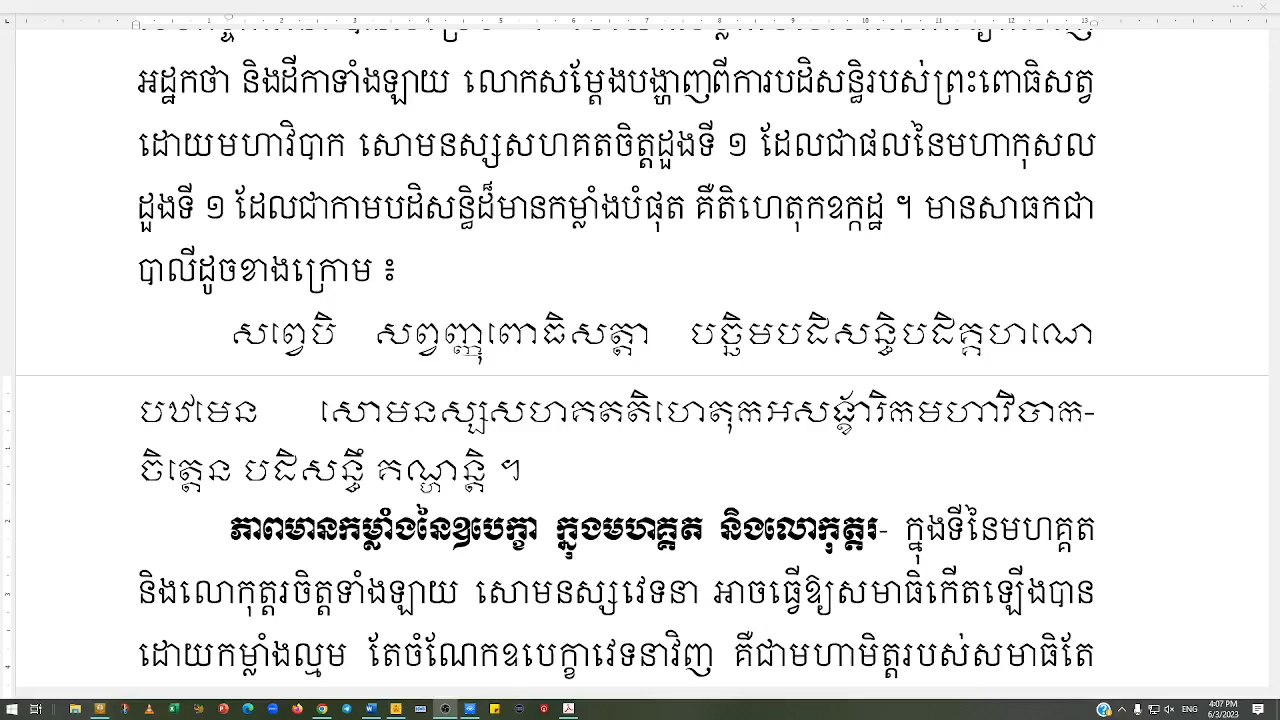 អដ្ឋកថា និងដីកាទាំងឡាយ លោកសម្ដែងបង្ហាញពីការបដិសន្ធិរបស់ព្រះពោធិសត្វ
ដោយមហាវិបាក សោមនស្សសហគតចិត្តដួងទី ១ ដែលជាផលនៃមហាកុសល
ដួងទី ១ ដែលជាកាមបដិសន្ធិដ៏មានកម្លាំងបំផុត គឺតិហេតុកឧក្កដ្ឋ ។ មានសាធកជា
បាលីដូចខាងក្រោម ៖
សព្វេបិ សព្វញ្ញុពោធិសត្តា បច្ឆិមបដិសន្ធិបដិគ្គហណេ
បឋមេន សោមនស្សសហគតតិហេតុកអសង្ខារិកមហាវិបាក-
ចិត្តេន បដិសន្ធឹ គណ្ហន្តិ ។
ភាពមានកម្លាំងនៃឧបេក្ខា ក្នុងមហគ្គត និងលោកុត្តរ- ក្នុងទីនៃមហគ្គត
និងលោកុត្តរចិត្តទាំងឡាយ សោមនស្សវេទនា អាចធ្វើឱ្យសមាធិកើតឡើងបាន
ដោយកម្លាំងល្មម តែចំណែកឧបេក្ខាវេទនាវិញ គឺជាមហាមិត្តរបស់សមាធិតែ
ENG
4:07 PM
6/3/2023